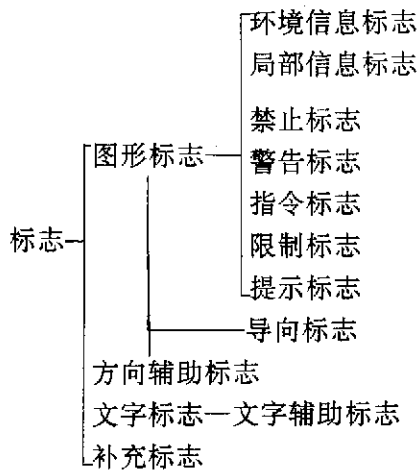 环境信息标志
局部信息标志
禁止标志
图形标志
警告标志
指令标志
标志
限制标志
提示标志
导向标志
方向辅助标志
文字标志—文字辅助标志
补充标志